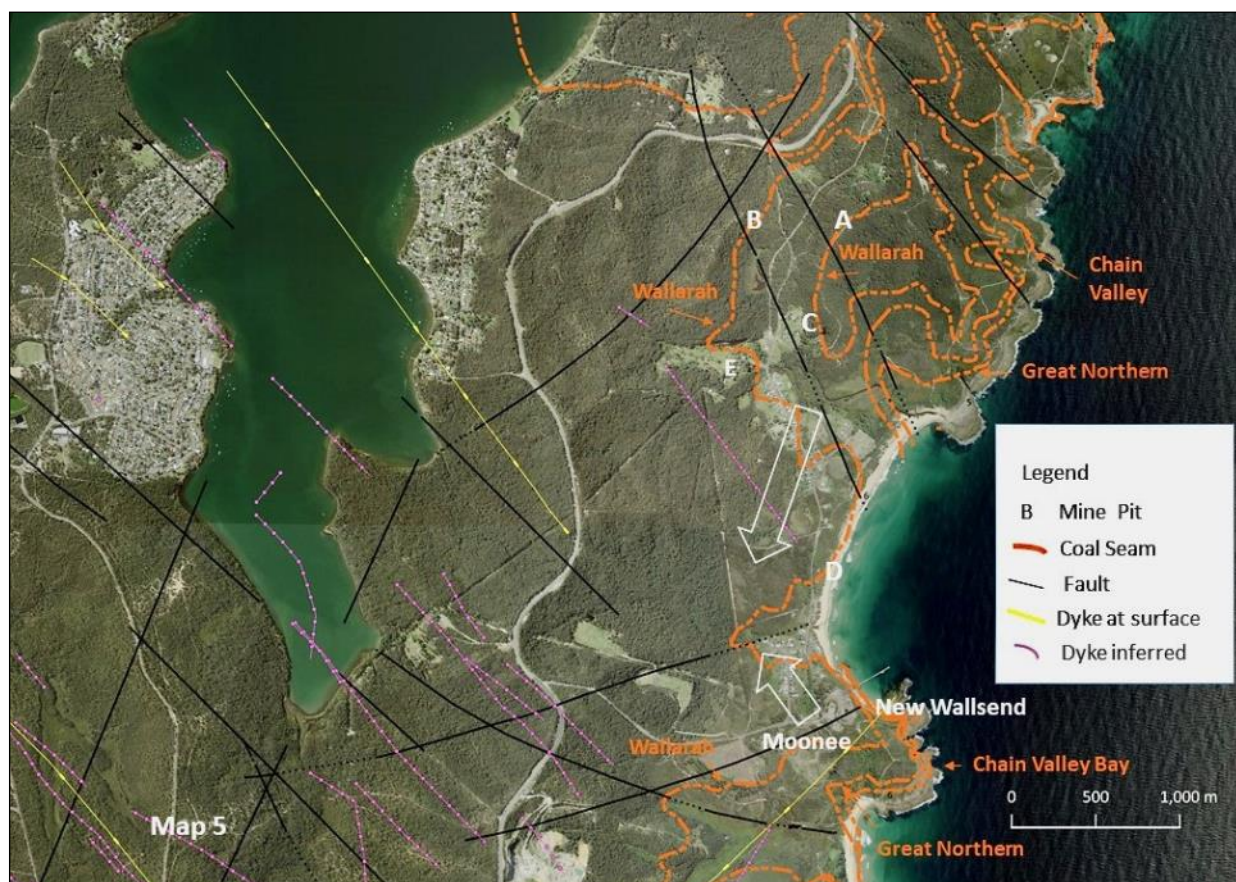 B
A
Wallarah
Chain
Valley
Wallarah
C
E
Great Northern
Legend
B Mine Pit
Coal Seam
Fault
Dyke at surface
Dyke inferred
D
New Wallsend
Moonee
Wallarah
Chain Valley Bay
0 500 1,000 m
Map 5
Great Northern